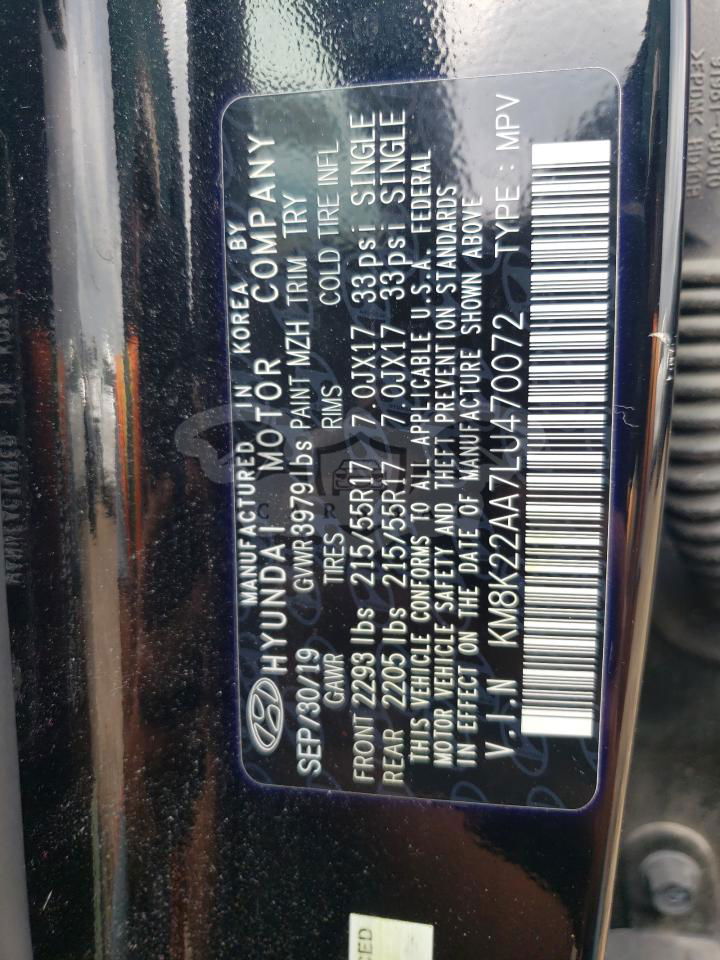 MANUFACTURED IN KOREA BY
HYUNDAI MOTOR COMPANY
SEP/30/19 GVWR 3979 lbs PAINT MZH TRIM TRY
GAWR TIRES RIMS COLD TIRE INFL
FRONT 2293 lbs 215/55R17 7.0JX17 33psi SINGLE
REAR 2205 lbs 215/55R17 7.0JX17 33psi SINGLE
THIS VEHICLE CONFORMS TO ALL APPLICABLE U.S.A. FEDERAL
MOTOR VEHICLE SAFETY AND THEFT PREVENTION STANDARDS
IN EFFECT ON THE DATE OF MANUFACTURE SHOWN ABOVE
V.I.N KM8K22AA7LU470072 TYPE : MPV